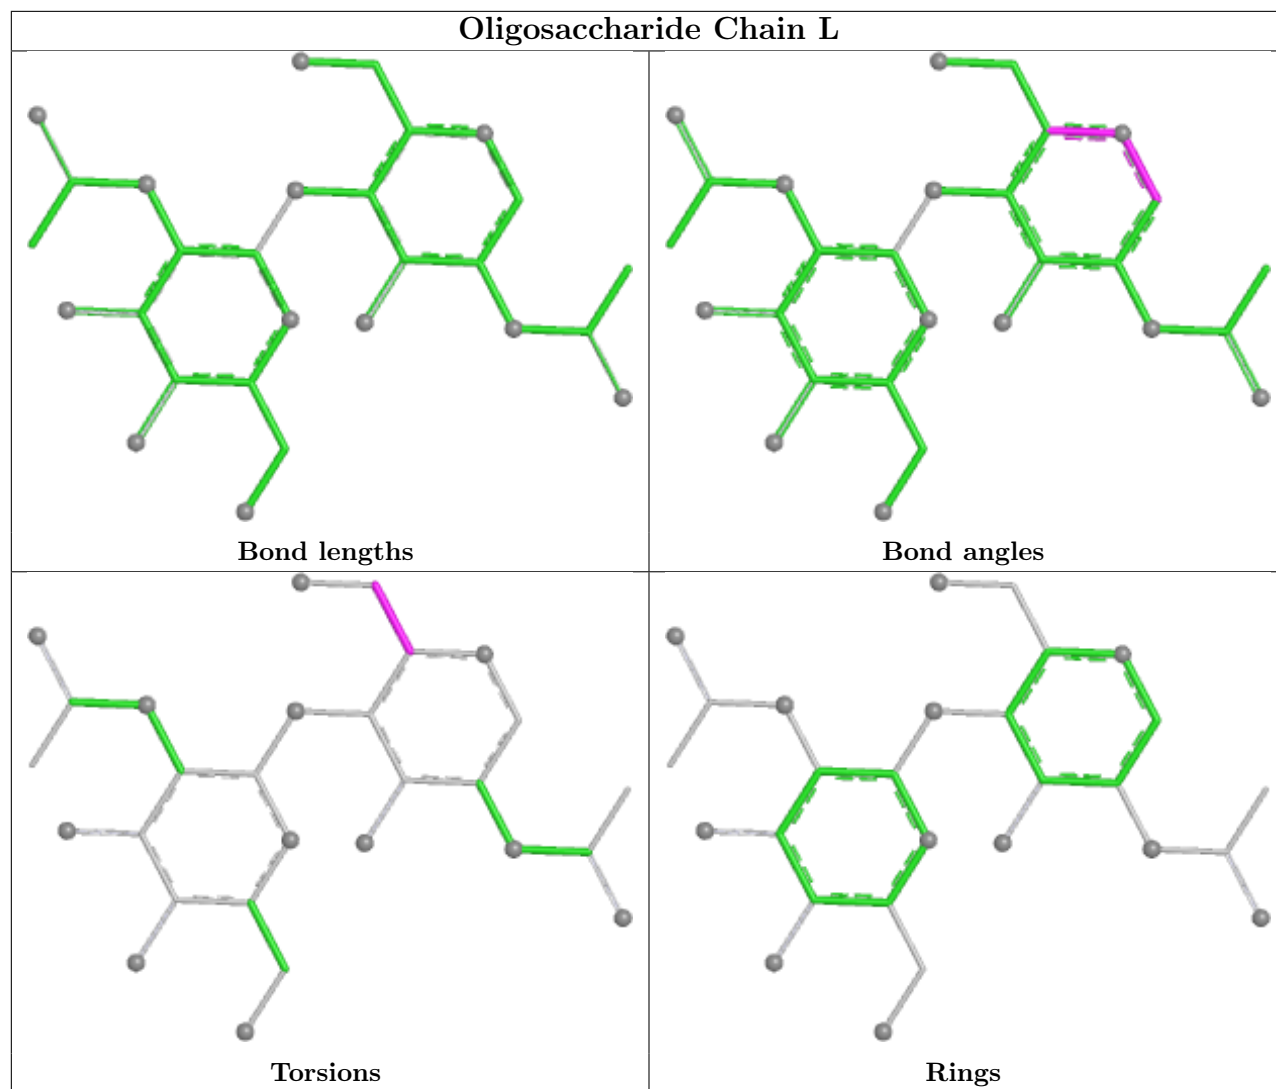 Oligosaccharide Chain L
Bond lengths
Bond angles
Torsions
Rings